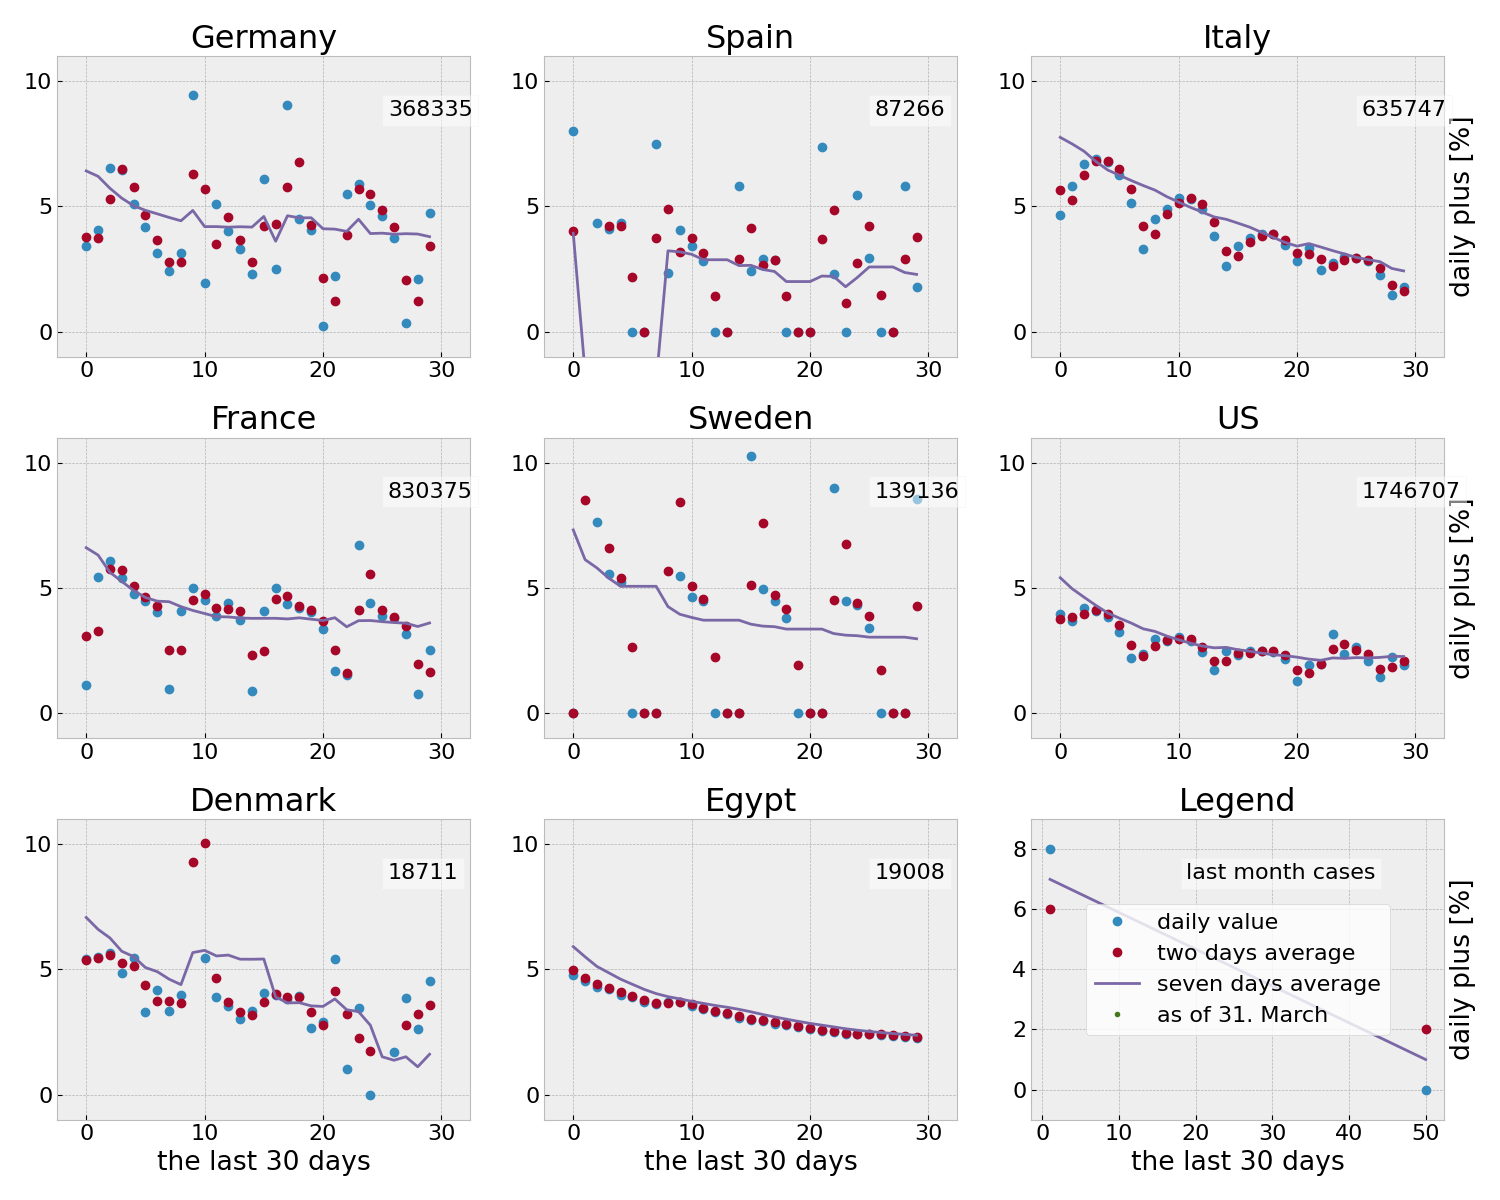 Germany
10
368335
5
0
0 10 20 30
Spain
10
87266
5
0
0 10 20 30
Italy
10
635747
5
0
0 10 20 30
daily plus [%]
France
10
830375
5
0
0 10 20 30
Sweden
10
139136
5
0
0 10 20 30
US
10
1746707
5
0
0 10 20 30
daily plus [%]
Denmark
10
18711
5
0
0 10 20 30
the last 30 days
Egypt
10
19008
5
0
0 10 20 30
the last 30 days
Legend
8
last month cases
6
daily value
two days average
4
seven days average
as of 31. March
2
0
0 10 20 30 40 50
the last 30 days
daily plus [%]